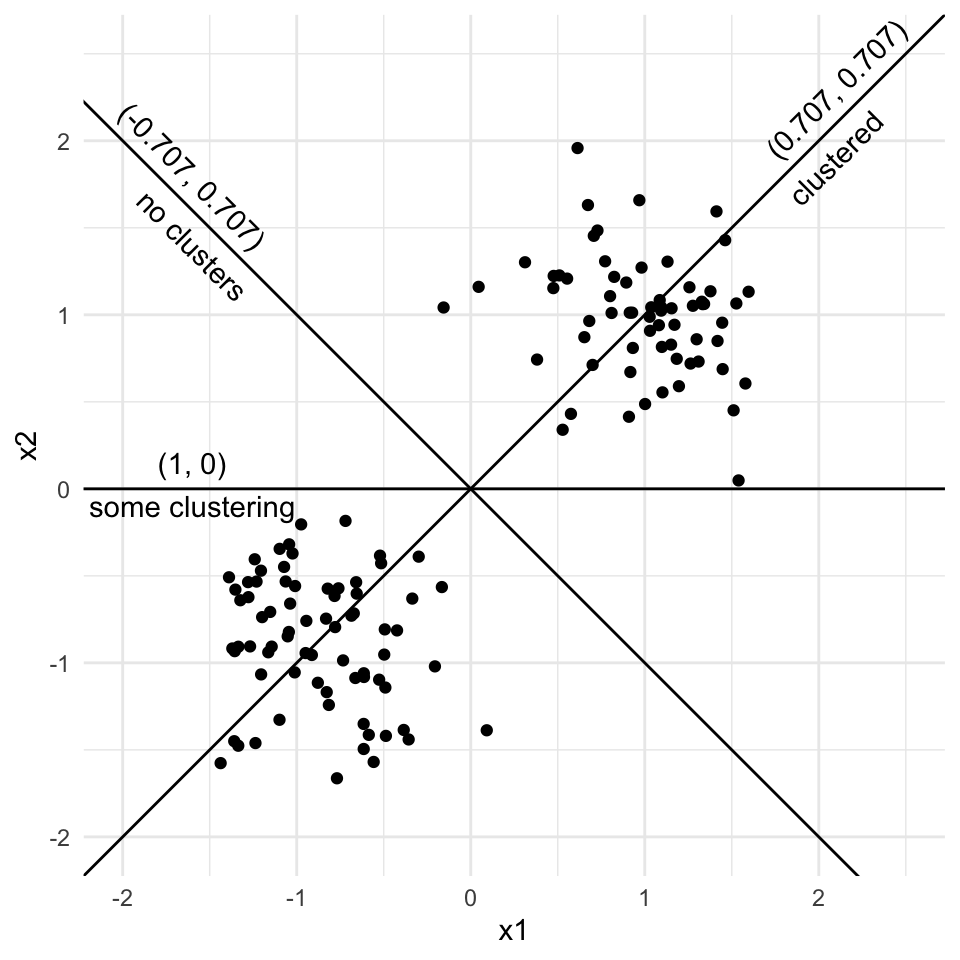 (-0.707, 0.707)
no clusters
(0.707, 0.707)
clustered
(1, 0)
some clustering
x2
2
1
0
-1
-2
-2
-1
0
1
2
x1